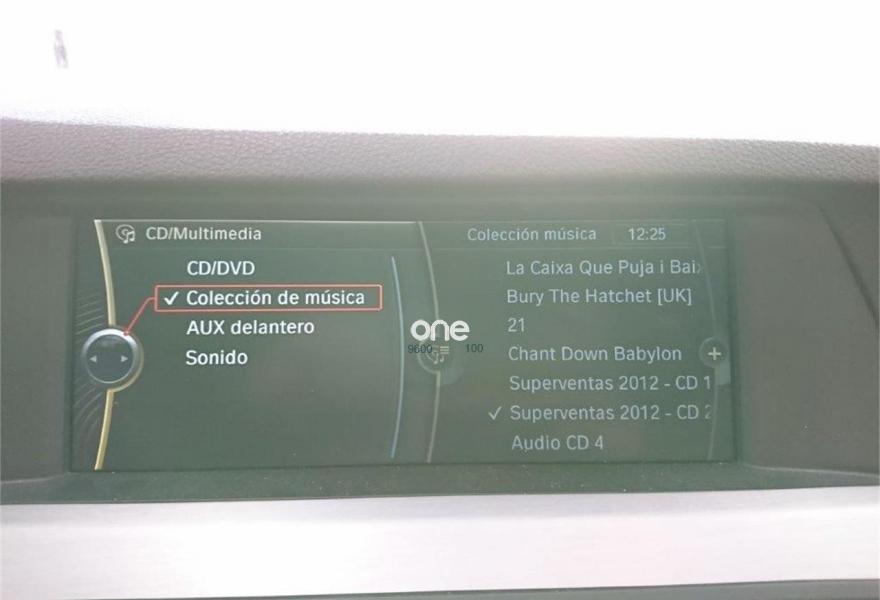 CD/Multimedia
CD/DVD
Colección de música
AUX delantero
Sonido
Colección música 12:25
La Caixa Que Puja i
Bury The Hatchet [UK]
21
Chant Down Babylon
Superventas 2012 - CD 1
Superventas 2012 - CD 2
Audio CD 4
one
9600 100